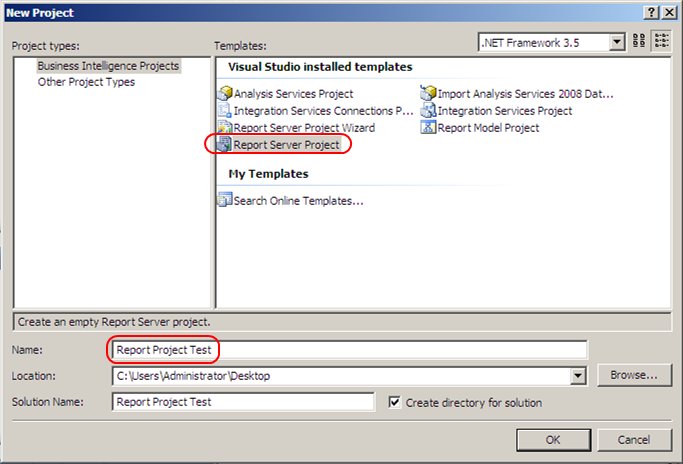 New Project
Project types:
Templates:
.NET Framework 3.5
Business Intelligence Projects
Other Project Types
Visual Studio installed templates
Analysis Services Project
Import Analysis Services 2008 Dat...
Integration Services Connections P...
Integration Services Project
Report Server Project Wizard
Report Model Project
Report Server Project
My Templates
Search Online Templates...
Create an empty Report Server project.
Name:
Report Project Test
Location:
C:\Users\Administrator\Desktop
Browse...
Solution Name:
Report Project Test
Create directory for solution
OK
Cancel